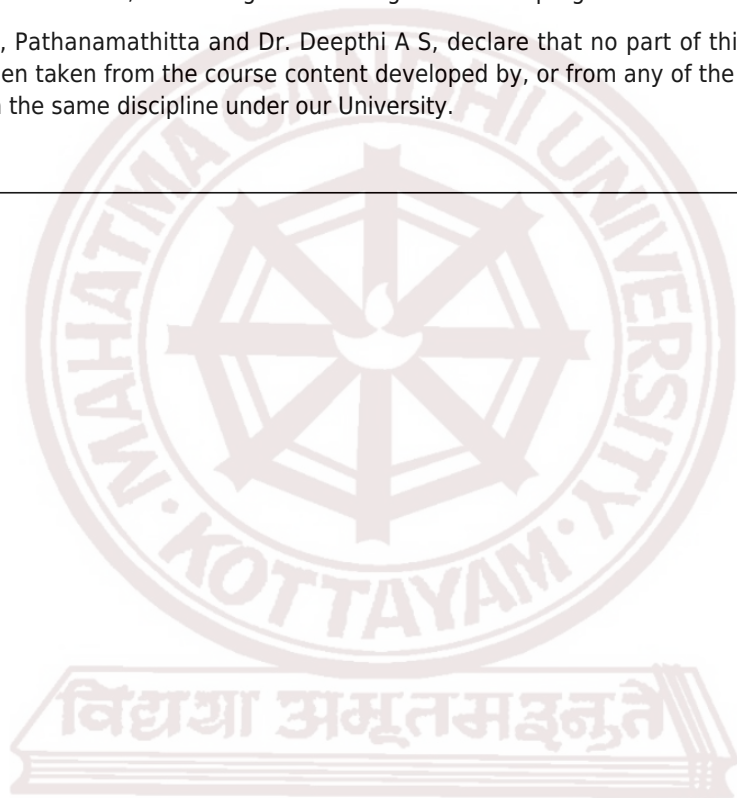 , Pathanamathitta and Dr. Deepthi A S, declare that no part of thi
en taken from the course content developed by, or from any of the
the same discipline under our University.
MAHATMA GANDHI UNIVERSITY
KOTTAYAM
विद्यया अमृतमश्नुते